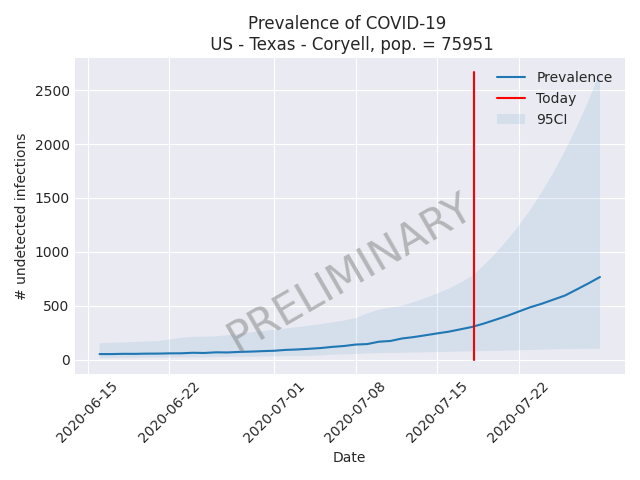 Prevalence of COVID-19
US - Texas - Coryell, pop. = 75951
# undetected infections
2500
2000
1500
1000
500
0
Prevalence
Today
95CI
PRELIMINARY
2020-06-15
2020-06-22
2020-07-01
2020-07-08
2020-07-15
2020-07-22
Date